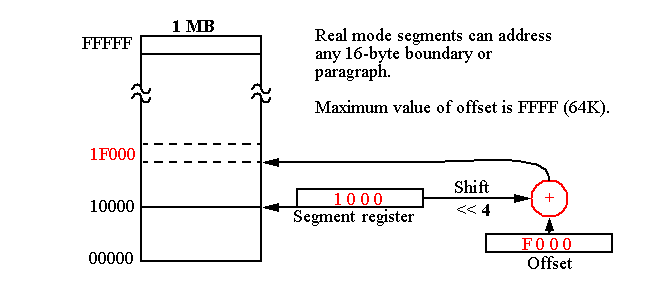 1 MB
FFFFF
Real mode segments can address
any 16-byte boundary or
paragraph.
Maximum value of offset is FFFF (64K).
1F000
10000
1 0 0 0
Segment register
Shift
<< 4
+
F 0 0 0
Offset
00000